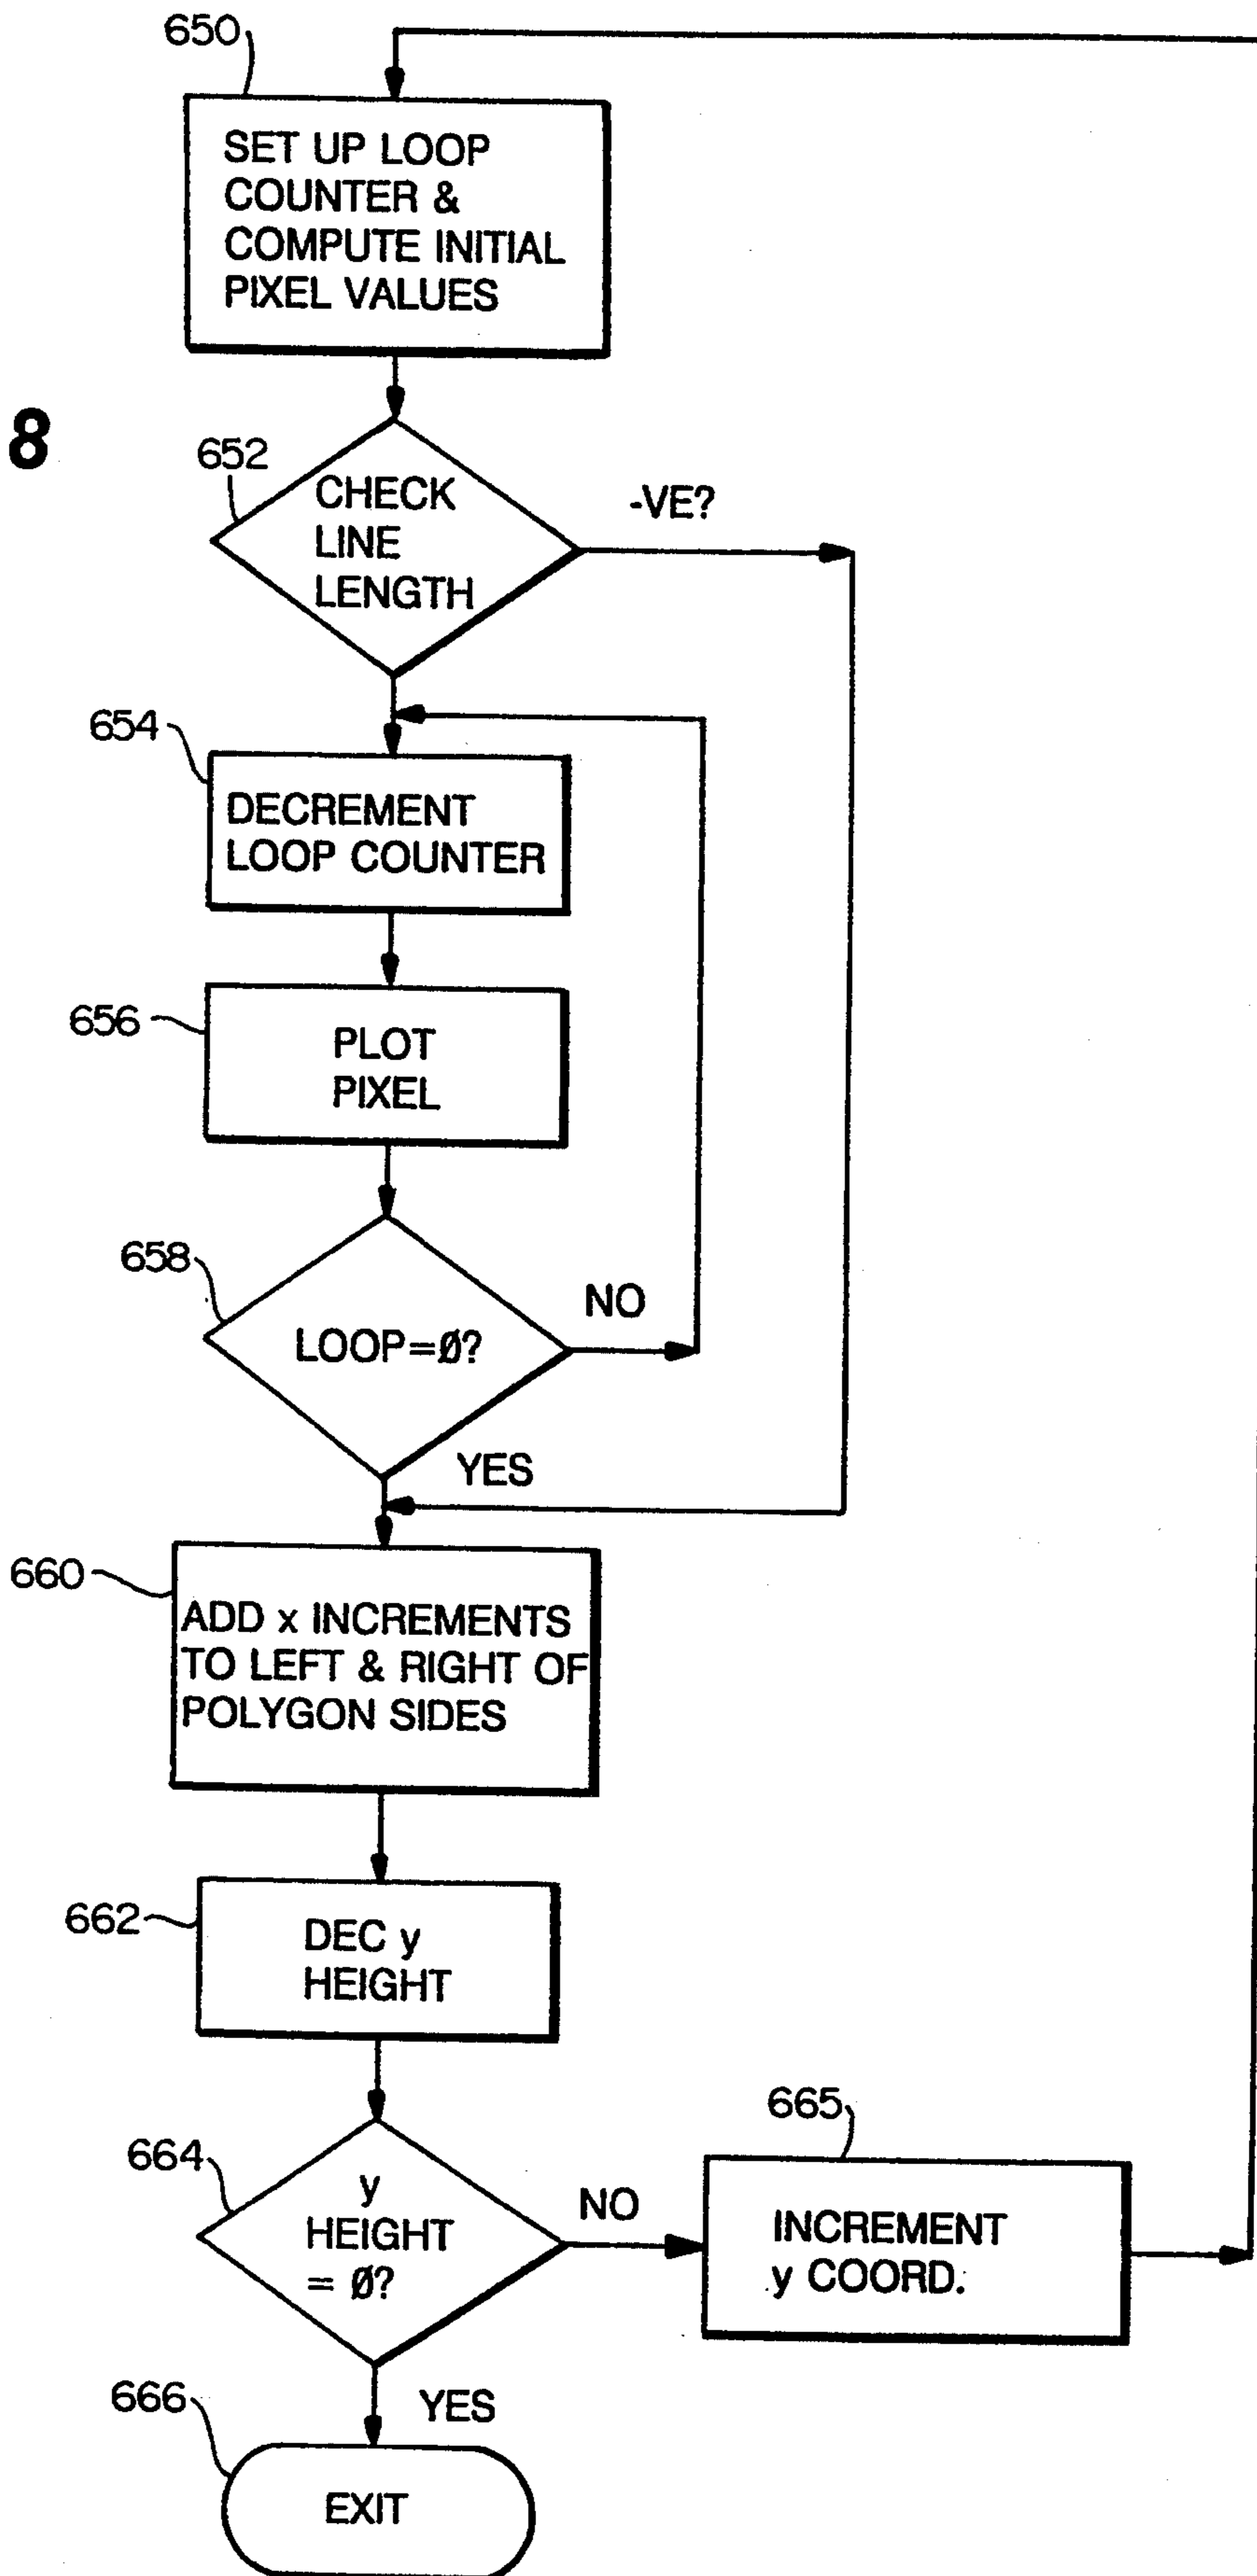 650
SET UP LOOP
COUNTER &
COMPUTE INITIAL
PIXEL VALUES
8
652
CHECK
LINE
LENGTH
-VE?
654
DECREMENT
LOOP COUNTER
656
PLOT
PIXEL
658
LOOP=Ø?
NO
YES
660
ADD x INCREMENTS
TO LEFT & RIGHT OF
POLYGON SIDES
662
DEC y
HEIGHT
664
y
HEIGHT
= Ø?
NO
665
INCREMENT
y COORD.
YES
666
EXIT